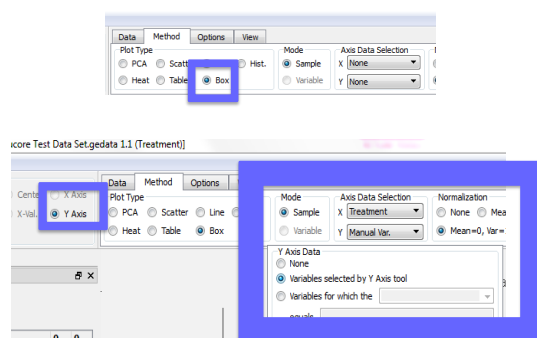 Data Method Options View
Plot Type Mode Axis Data Selection
PCA Scatt Hist. Sample X None
Heat Table Box Variable Y None
ucore Test Data Set.gedata 1.1 (Treatment)]
Data Method Options
Cente X Axis Plot Type Mode Axis Data Selection Normalization
X-Val. Y Axis PCA Scatter Line Sample X Treatment None Mea
Heat Table Box Variable Y Manual Var. Mean=0, Var=
Y Axis Data
None
Variables selected by Y Axis tool
Variables for which the
equals
0 0